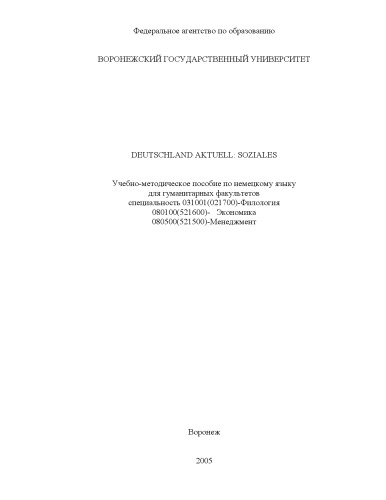 Федеральное агентство по образованию
ВОРОНЕЖСКИЙ ГОСУДАРСТВЕННЫЙ УНИВЕРСИТЕТ
DEUTSCHLAND AKTUELL: SOZIALES
Учебно-методическое пособие по немецкому языку
для гуманитарных факультетов
специальность 031001(021700)-Филология
080100(521600)- Экономика
080500(521500)-Менеджмент
Воронеж
2005